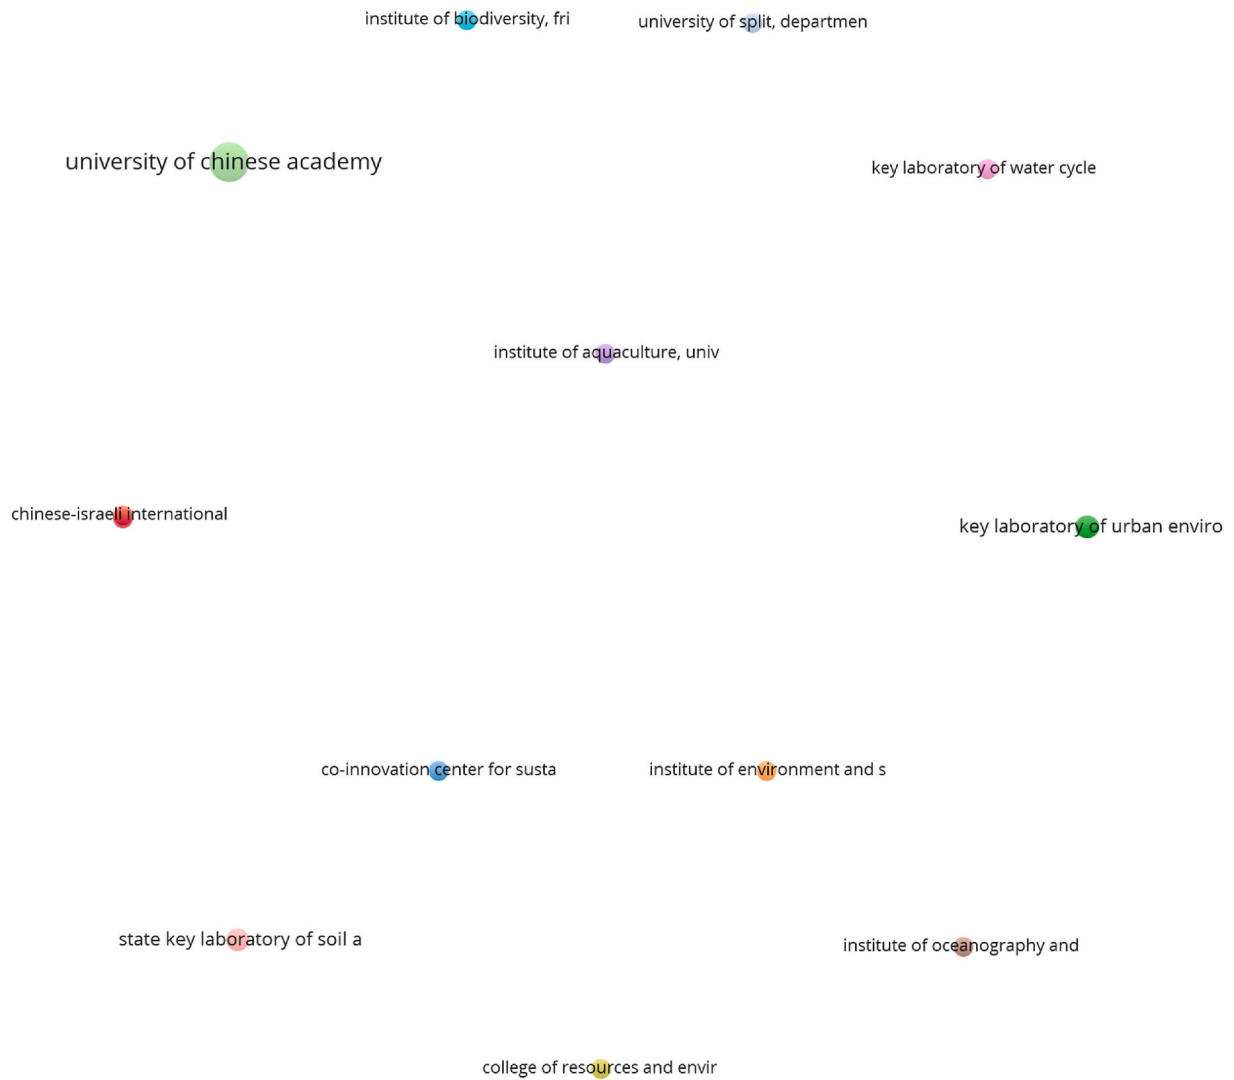 institute of biodiversity, fri
university of split, departmen
university of chinese academy
key laboratory of water cycle
institute of aquaculture, univ
chinese-israeli international
key laboratory of urban enviro
co-innovation center for susta
institute of environment and s
state key laboratory of soil a
institute of oceanography and
college of resources and envir